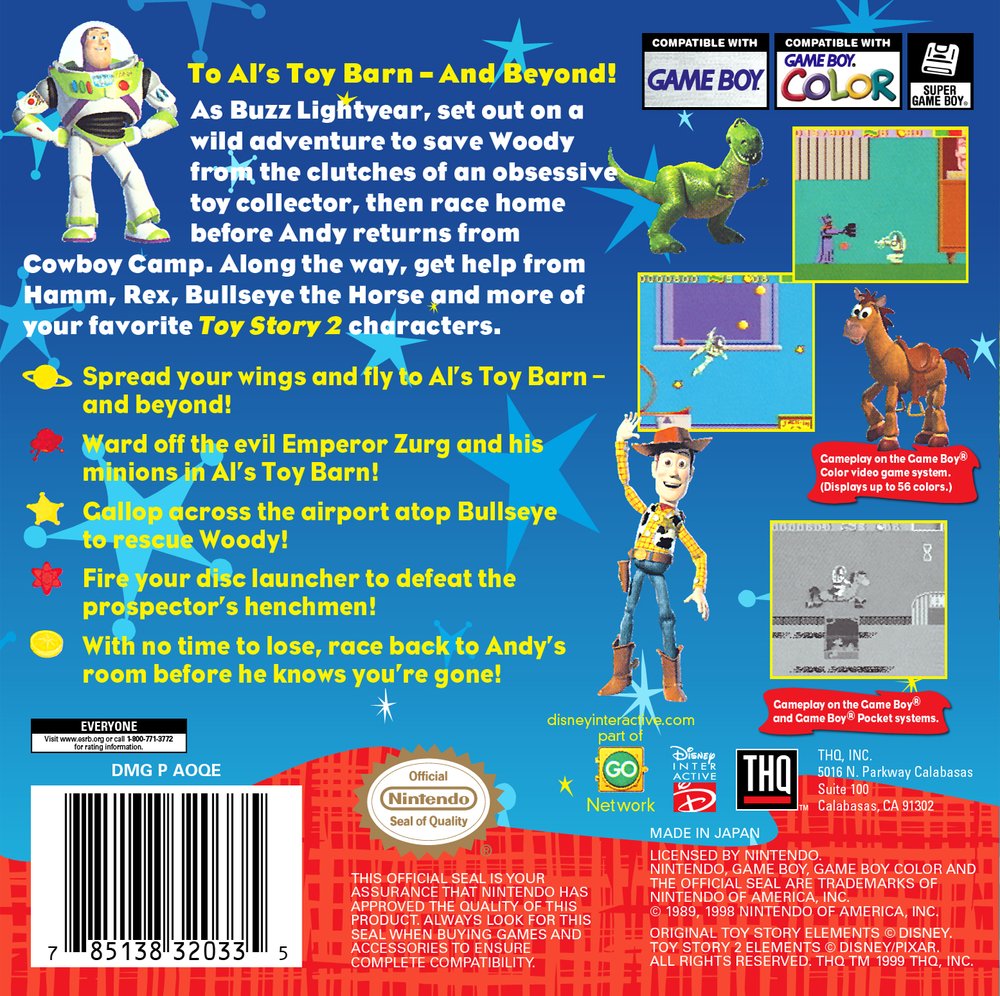 COMPATIBLE WITH
GAME BOY
COMPATIBLE WITH
GAME BOY
COLOR
SUPER
GAME BOY®
To Al's Toy Barn – And Beyond!
As Buzz Lightyear, set out on a
wild adventure to save Woody
from the clutches of an obsessive
toy collector, then race home
before Andy returns from
Cowboy Camp. Along the way, get help from
Hamm, Rex, Bullseye the Horse and more of
your favorite Toy Story 2 characters.
Spread your wings and fly to Al's Toy Barn –
and beyond!
Ward off the evil Emperor Zurg and his
minions in Al's Toy Barn!
Gallop across the airport atop Bullseye
to rescue Woody!
Fire your disc launcher to defeat the
prospector's henchmen!
With no time to lose, race back to Andy's
room before he knows you're gone!
Gameplay on the Game Boy®
Color video game system.
(Displays up to 56 colors.)
Gameplay on the Game Boy®
and Game Boy® Pocket systems.
EVERYONE
Visit www.esrb.org or call 1-800-771-3772
for rating information.
DMG P AOQE
7 85138 32033 5
Official
Nintendo
Seal of Quality
®
THIS OFFICIAL SEAL IS YOUR
ASSURANCE THAT NINTENDO HAS
APPROVED THE QUALITY OF THIS
PRODUCT. ALWAYS LOOK FOR THIS
SEAL WHEN BUYING GAMES AND
ACCESSORIES TO ENSURE
COMPLETE COMPATIBILITY.
disneyinteractive.com
part of
GO
Network
Disney
INTER
ACTIVE
D
THQ
TM
THQ, INC.
5016 N. Parkway Calabasas
Suite 100
Calabasas, CA 91302
MADE IN JAPAN
LICENSED BY NINTENDO.
NINTENDO, GAME BOY, GAME BOY COLOR AND
THE OFFICIAL SEAL ARE TRADEMARKS OF
NINTENDO OF AMERICA, INC.
© 1989, 1998 NINTENDO OF AMERICA, INC.
ORIGINAL TOY STORY ELEMENTS © DISNEY.
TOY STORY 2 ELEMENTS © DISNEY/PIXAR.
ALL RIGHTS RESERVED. THQ TM 1999 THQ, INC.